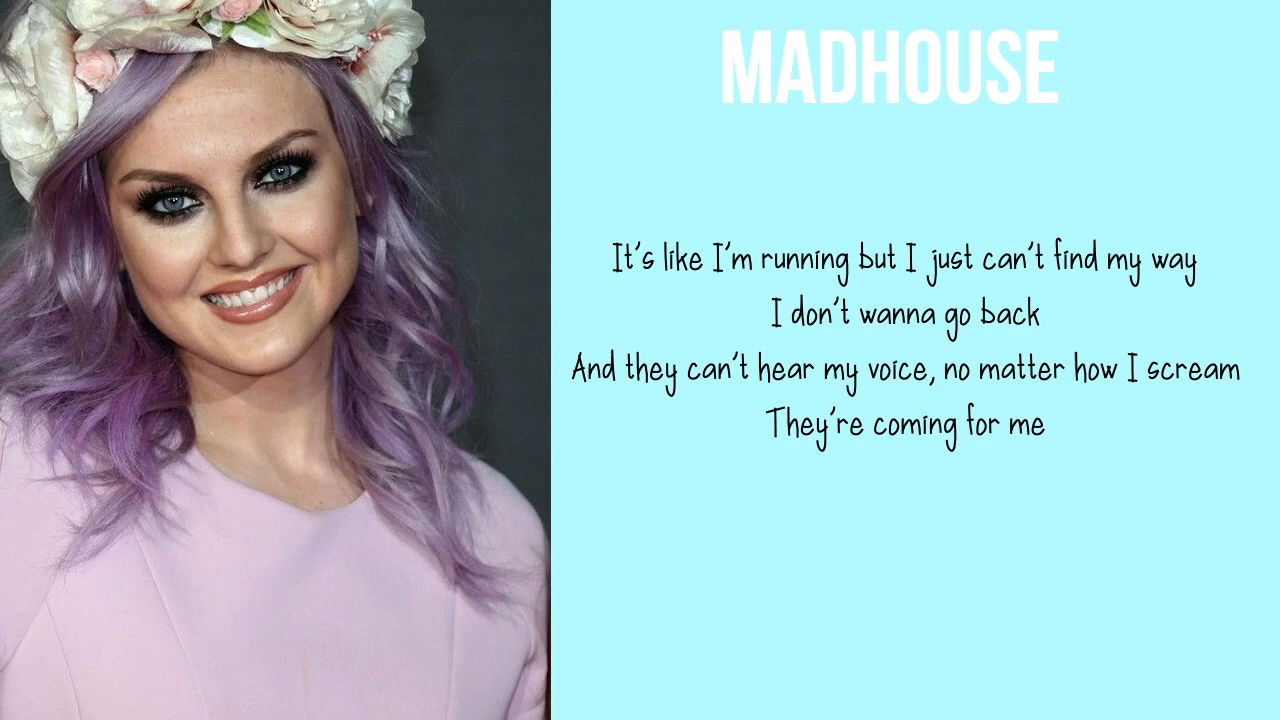 MADHOUSE
It's like I'm running but I just can't find my way
I don't wanna go back
And they can't hear my voice, no matter how I scream
They're coming for me